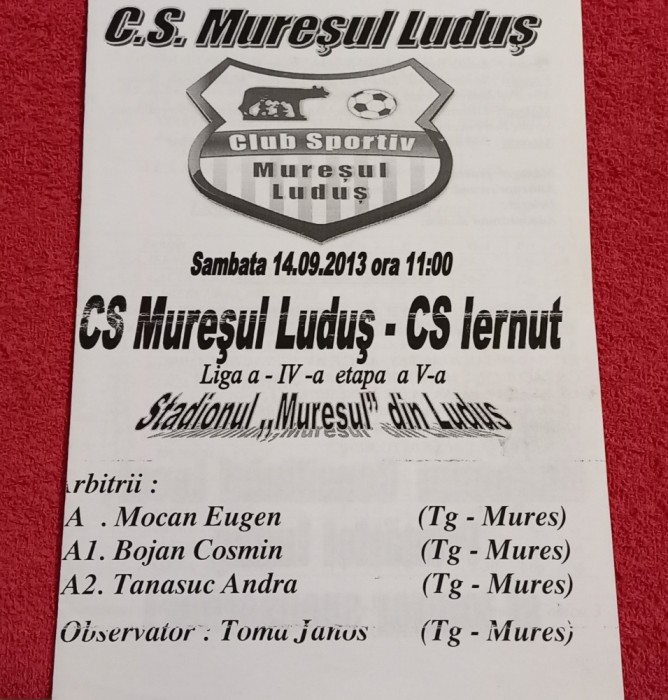 C.S. Mureşul Luduş
Club Sportiv
Mureşul
Luduş
Sambata 14.09.2013 ora 11:00
CS Mureşul Luduş - CS Iernut
Liga a - IV -a etapa a V-a
Stadionul „Muresul” din Ludus
rbitrii :
A . Mocan Eugen (Tg - Mures)
A1. Bojan Cosmin (Tg - Mures)
A2. Tanasuc Andra (Tg - Mures)
Observator : Toma Janos (Tg - Mures)